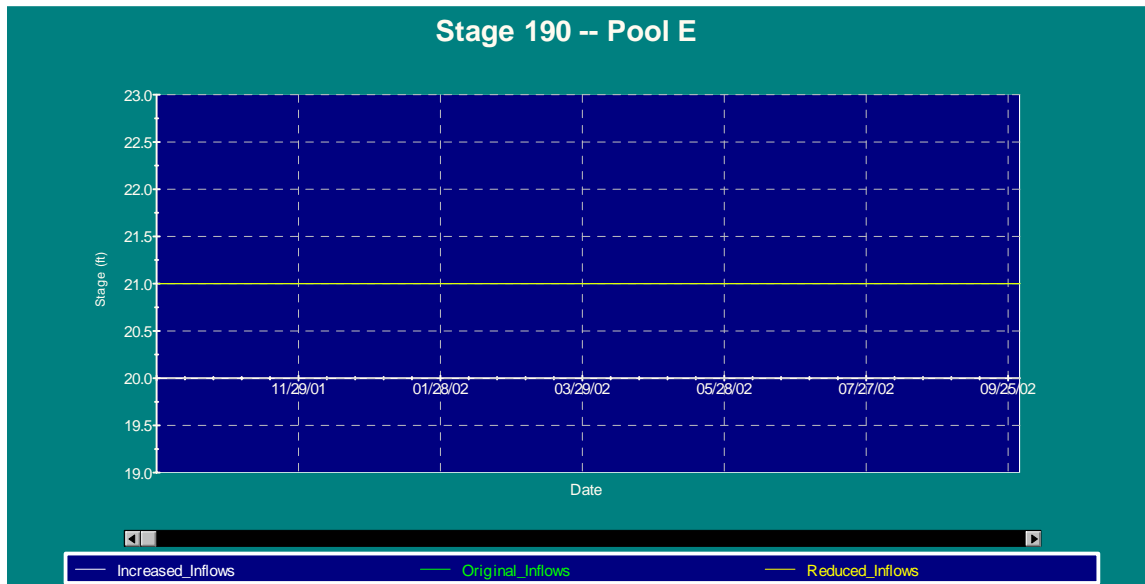 Stage 190 -- Pool E
23.0
22.5
22.0
21.5
21.0
20.5
20.0
19.5
19.0
Stage (ft)
11/29/01 01/28/02 03/29/02 05/28/02 07/27/02 09/25/02
Date
Increased_Inflows Original_Inflows Reduced_Inflows